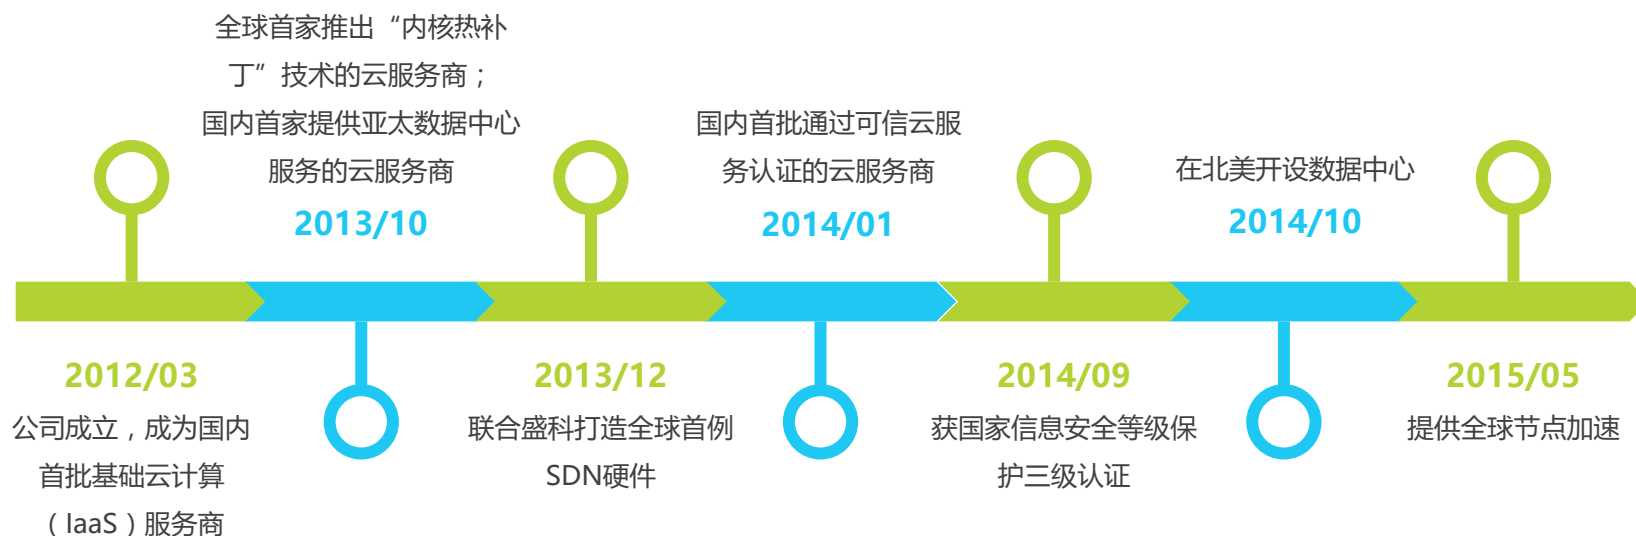 全球首家推出“内核热补
丁”技术的云服务商；
国内首家提供亚太数据中心
服务的云服务商
2013/10
国内首批通过可信云服
务认证的云服务商
2014/01
在北美开设数据中心
2014/10
2012/03
公司成立，成为国内
首批基础云计算
（IaaS）服务商
2013/12
联合盛科打造全球首例
SDN硬件
2014/09
获国家信息安全等级保
护三级认证
2015/05
提供全球节点加速